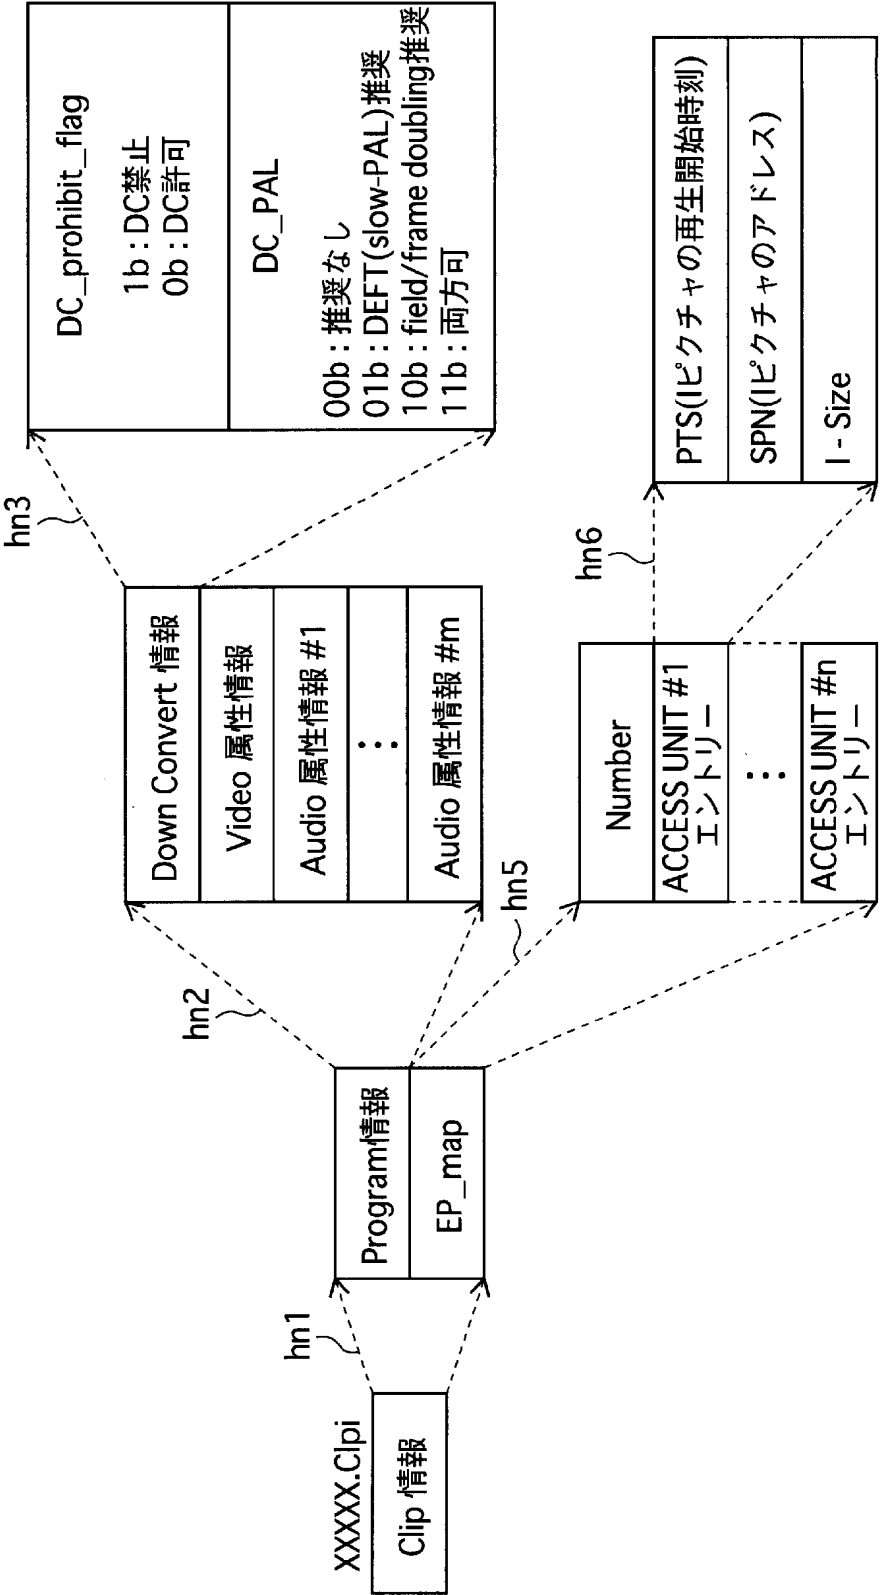 XXXXX.Clpi
Clip 情報
hn1
Program情報
EP_map
hn2
Down Convert 情報
Video 属性情報
Audio 属性情報 #1
⋮
Audio 属性情報 #m
hn3
DC_prohibit_flag
1b:DC禁止
0b:DC許可
DC_PAL
00b:推奨なし
01b:DEFT(slow-PAL)推奨
10b:field/frame doubling推奨
11b:両方可
hn5
Number
ACCESS UNIT #1
エントリー
⋮
ACCESS UNIT #n
エントリー
hn6
PTS(Iピクチャの再生開始時刻)
SPN(Iピクチャのアドレス)
I - Size